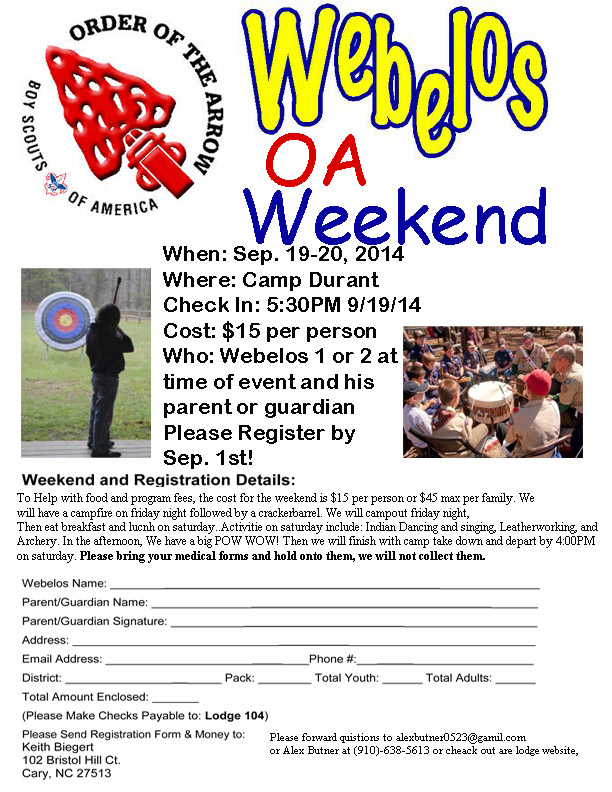 ORDER OF THE ARROW
BOY SCOUTS
OF AMERICA
Webelos
OA
Weekend
When: Sep. 19-20, 2014
Where: Camp Durant
Check In: 5:30PM 9/19/14
Cost: $15 per person
Who: Webelos 1 or 2 at
time of event and his
parent or guardian
Please Register by
Sep. 1st!
Weekend and Registration Details:
To Help with food and program fees, the cost for the weekend is $15 per person or $45 max per family. We
will have a campfire on friday night followed by a crackerbarrel. We will campout friday night,
Then eat breakfast and lucnh on saturday..Activitie on saturday include: Indian Dancing and singing, Leatherworking, and
Archery. In the afternoon, We have a big POW WOW! Then we will finish with camp take down and depart by 4:00PM
on saturday. Please bring your medical forms and hold onto them, we will not collect them.
Webelos Name:
Parent/Guardian Name:
Parent/Guardian Signature:
Address:
Email Address: Phone #:
District: Pack: Total Youth: Total Adults:
Total Amount Enclosed:
(Please Make Checks Payable to: Lodge 104)
Please Send Registration Form & Money to:
Keith Biegert
102 Bristol Hill Ct.
Cary, NC 27513
Please forward quistions to alexbutner0523@gamil.com
or Alex Butner at (910)-638-5613 or cheack out are lodge website,